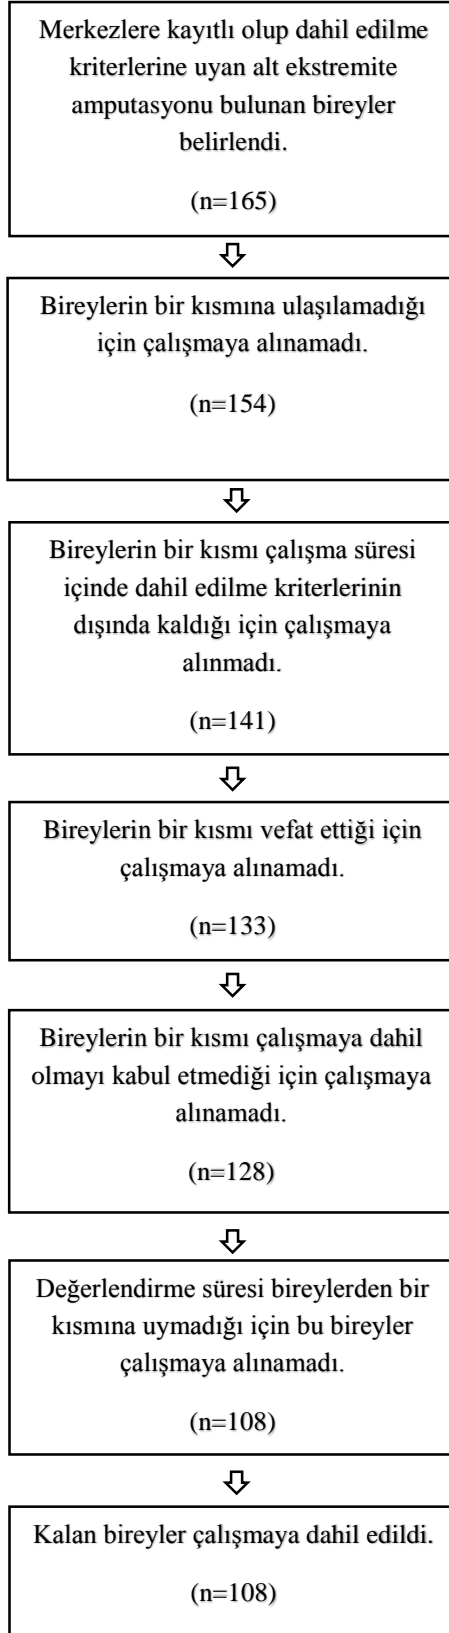 Merkezlere kayıtlı olup dahil edilme
kriterlerine uyan alt ekstremite
amputasyonu bulunan bireyler
belirlendi.
(n=165)
Bireylerin bir kısmına ulaşılamadığı
için çalışmaya alınamadı.
(n=154)
Bireylerin bir kısmı çalışma süresi
içinde dahil edilme kriterlerinin
dışında kaldığı için çalışmaya
alınmadı.
(n=141)
Bireylerin bir kısmı vefat ettiği için
çalışmaya alınamadı.
(n=133)
Bireylerin bir kısmı çalışmaya dahil
olmayı kabul etmediği için çalışmaya
alınamadı.
(n=128)
Değerlendirme süresi bireylerden bir
kısmına uymadığı için bu bireyler
çalışmaya alınamadı.
(n=108)
Kalan bireyler çalışmaya dahil edildi.
(n=108)